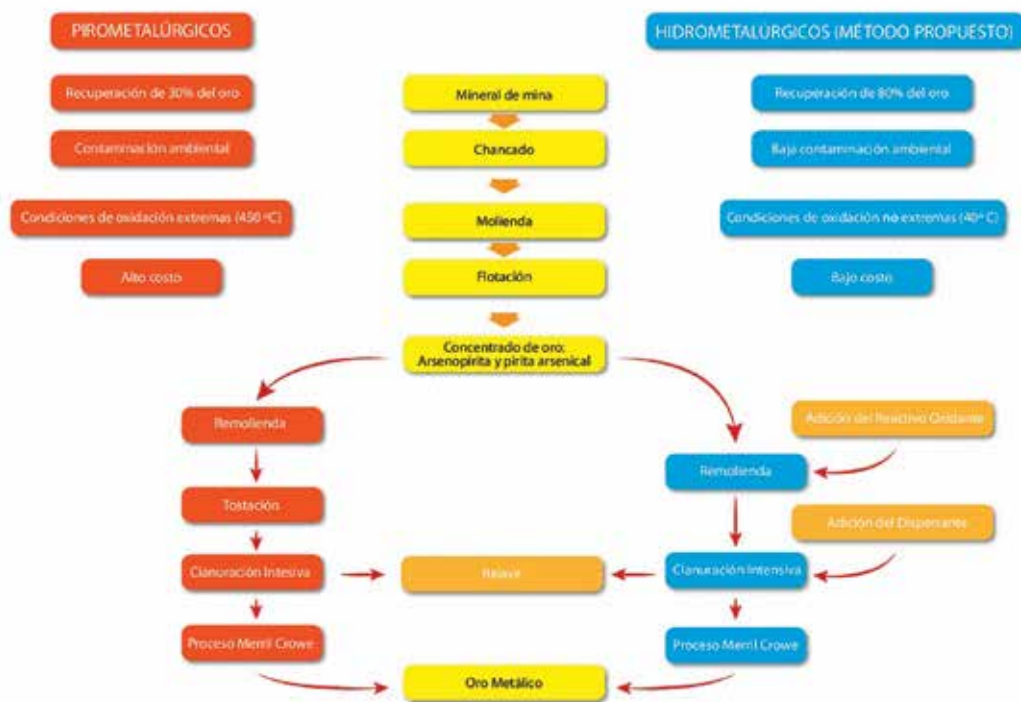 PIROMETALÚRGICOS
HIDROMETALÚRGICOS (MÉTODO PROPUESTO)
Recuperación de 30% del oro
Mineral de mina
Recuperación de 80% del oro
Contaminación ambiental
Chancado
Baja contaminación ambiental
Condiciones de oxidación extremas (450 ºC)
Molienda
Condiciones de oxidación no extremas (40º C)
Alto costo
Flotación
Bajo costo
Concentrado de oro:
Arsenopirita y pirita arsenical
Remolienda
Adición del Reactivo Oxidante
Remolienda
Tostación
Adición del Dispersante
Cianuración Intesiva
Relave
Cianuración Intensiva
Proceso Merril Crowe
Proceso Merril Crowe
Oro Metálico